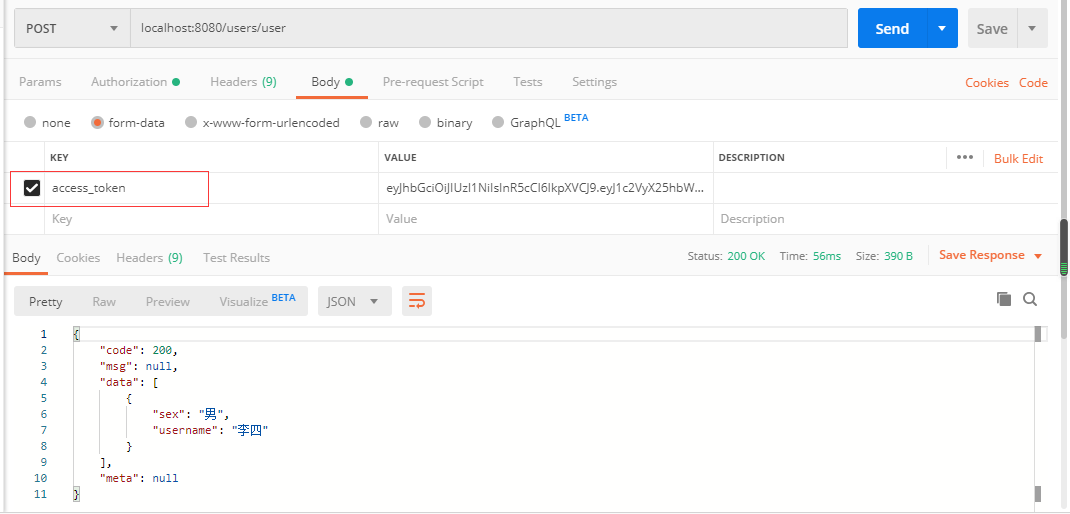 POST localhost:8080/users/user Send Save
Params Authorization Headers (9) Body Pre-request Script Tests Settings Cookies Code
none form-data x-www-form-urlencoded raw binary GraphQL BETA
KEY VALUE DESCRIPTION ••• Bulk Edit
access_token eyJhbGciOiJIUzI1NiIsInR5cCI6IkpXVCJ9.eyJ1c2VyX25hbW...
Key Value Description
Body Cookies Headers (9) Test Results Status: 200 OK Time: 56ms Size: 390 B Save Response
Pretty Raw Preview Visualize BETA JSON
1 {
2 "code": 200,
3 "msg": null,
4 "data": [
5 {
6 "sex": "男",
7 "username": "李四"
8 }
9 ],
10 "meta": null
11 }